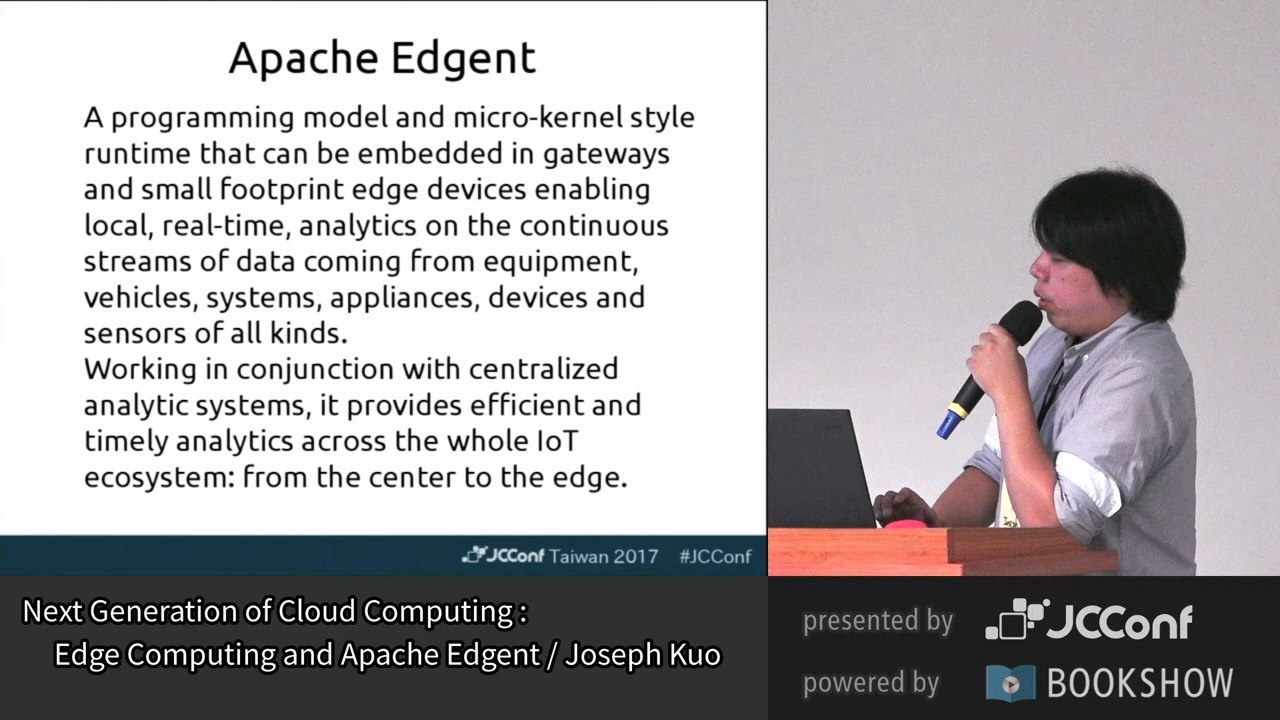 Apache Edgent
A programming model and micro-kernel style
runtime that can be embedded in gateways
and small footprint edge devices enabling
local, real-time, analytics on the continuous
streams of data coming from equipment,
vehicles, systems, appliances, devices and
sensors of all kinds.
Working in conjunction with centralized
analytic systems, it provides efficient and
timely analytics across the whole IoT
ecosystem: from the center to the edge.
JCConf Taiwan 2017 #JCConf
Next Generation of Cloud Computing :
Edge Computing and Apache Edgent / Joseph Kuo
presented by JCConf
powered by BOOKSHOW